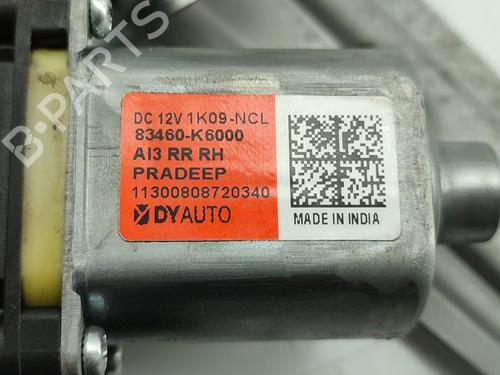 DC 12V 1K09-NCL
83460-K6000
AI3 RR RH
PRADEEP
11300808720340
DYAUTO
MADE IN INDIA
B-PARTS